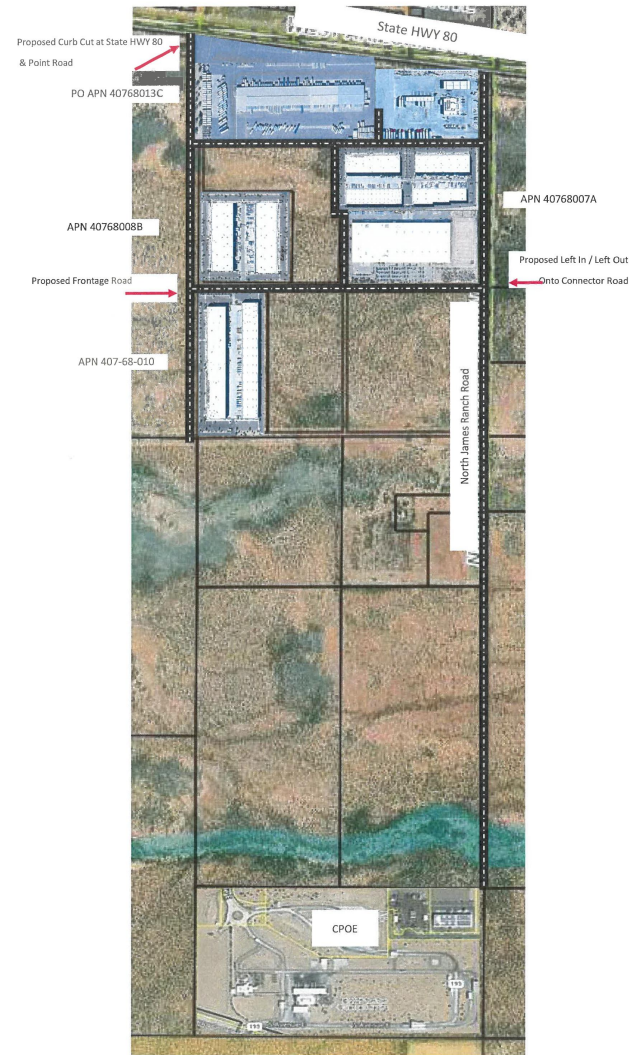 State HWY 80
Proposed Curb Cut at State HWY 80
& Point Road
PO APN 40768013C
APN 40768007A
APN 40768008B
Proposed Left In / Left Out
Onto Connector Road
Proposed Frontage Road
APN 407-68-010
North James Ranch Road
CPOE
193
193